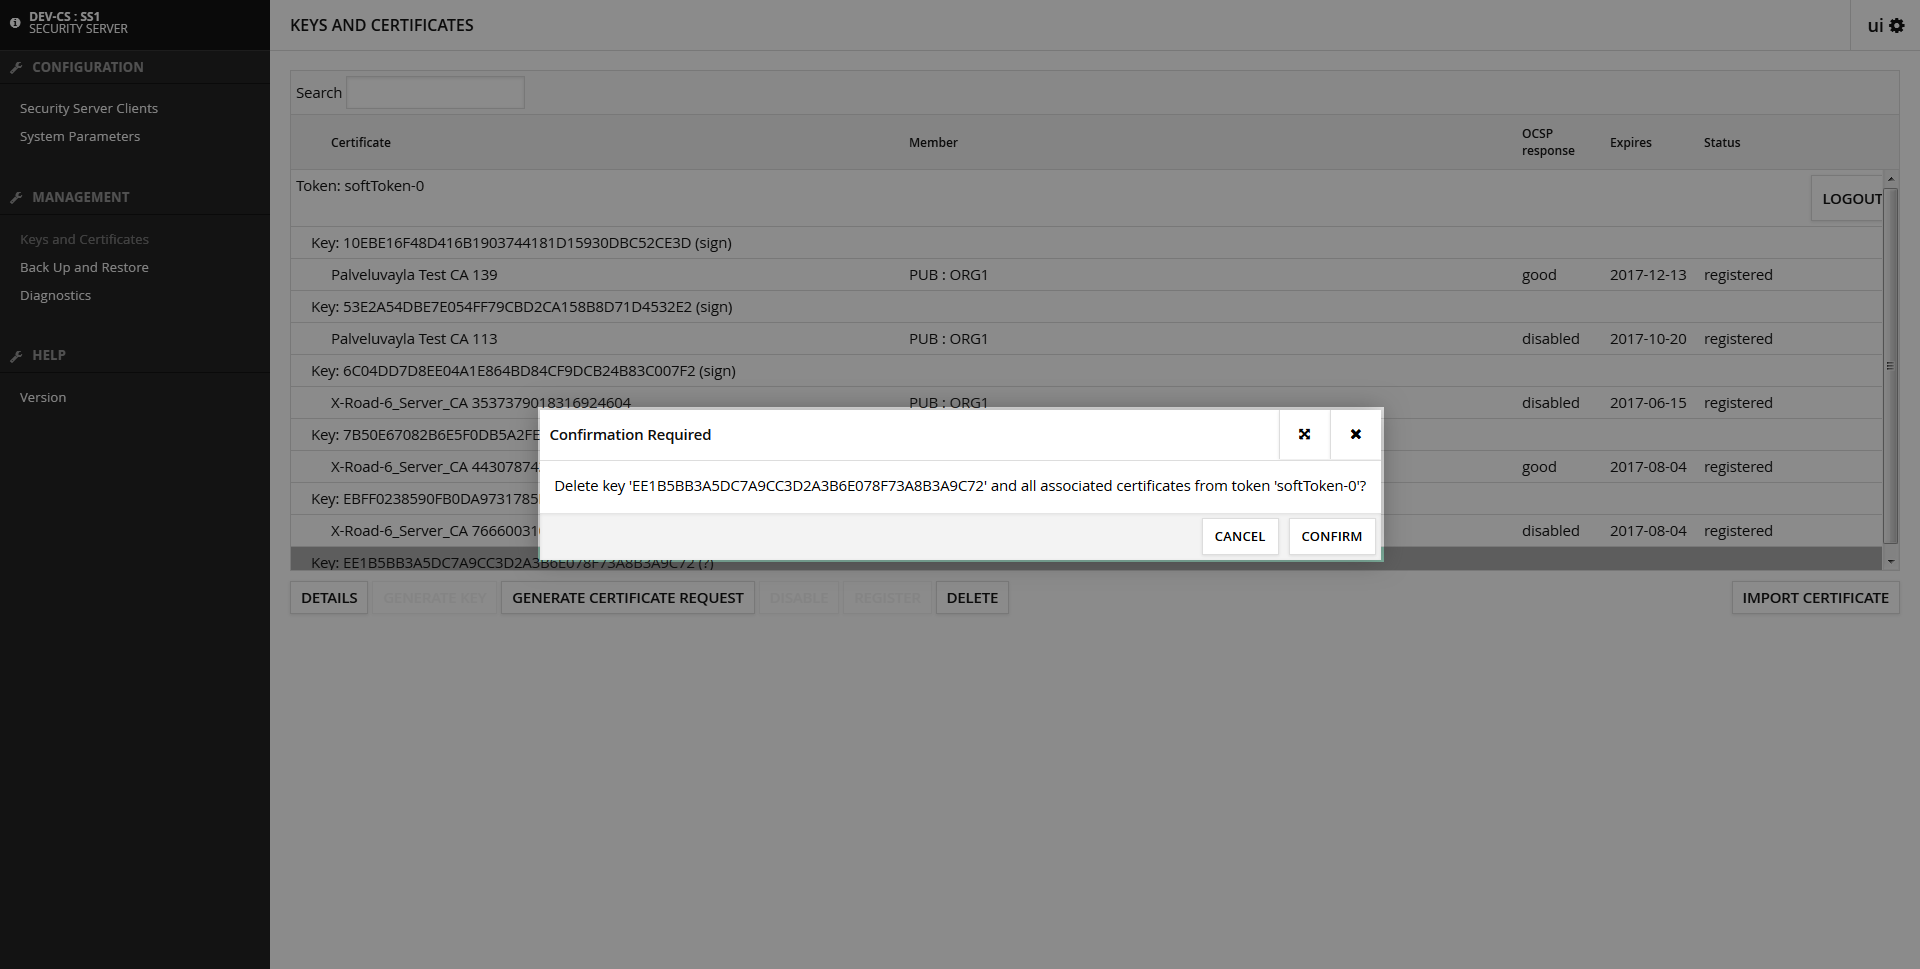 DEV-CS : SS1
SECURITY SERVER
KEYS AND CERTIFICATES
ui
CONFIGURATION
Security Server Clients
System Parameters
MANAGEMENT
Keys and Certificates
Back Up and Restore
Diagnostics
HELP
Version
Search
Certificate Member OCSP response Expires Status
Token: softToken-0
LOGOUT
Key: 10EBE16F48D416B1903744181D15930DBC52CE3D (sign)
Palveluvayla Test CA 139 PUB : ORG1 good 2017-12-13 registered
Key: 53E2A54DBE7E054FF79CBD2CA158B8D71D4532E2 (sign)
Palveluvayla Test CA 113 PUB : ORG1 disabled 2017-10-20 registered
Key: 6C04DD7D8EE04A1E864BD84CF9DCB24B83C007F2 (sign)
X-Road-6_Server_CA 3537379018316924604 PUB : ORG1 disabled 2017-06-15 registered
Key: 7B50E67082B6E5F0DB5A2FE
X-Road-6_Server_CA 44307874 good 2017-08-04 registered
Key: EBFF0238590FB0DA9731785
X-Road-6_Server_CA 76660031 disabled 2017-08-04 registered
Key: EE1B5BB3A5DC7A9CC3D2A3B6E078F73A8B3A9C72 (?)
Confirmation Required
Delete key 'EE1B5BB3A5DC7A9CC3D2A3B6E078F73A8B3A9C72' and all associated certificates from token 'softToken-0'?
CANCEL CONFIRM
DETAILS GENERATE KEY GENERATE CERTIFICATE REQUEST DISABLE REGISTER DELETE IMPORT CERTIFICATE